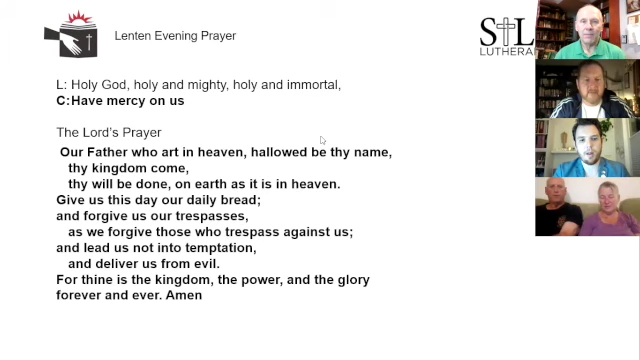 Lenten Evening Prayer
L: Holy God, holy and mighty, holy and immortal,
C: Have mercy on us
The Lord's Prayer
Our Father who art in heaven, hallowed be thy name,
thy kingdom come,
thy will be done, on earth as it is in heaven.
Give us this day our daily bread;
and forgive us our trespasses,
as we forgive those who trespass against us;
and lead us not into temptation,
and deliver us from evil.
For thine is the kingdom, the power, and the glory
forever and ever. Amen